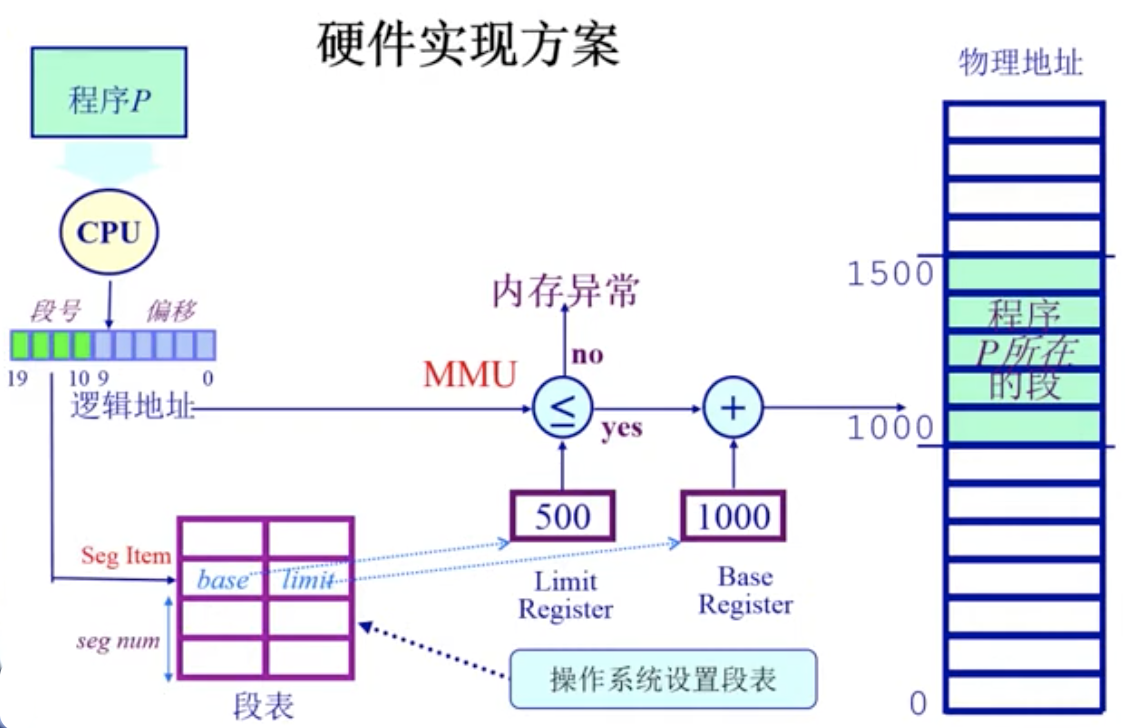 硬件实现方案
物理地址
程序P
CPU
段号 偏移
19 10 9 0
逻辑地址
MMU
内存异常
no
≤
yes
+
500
1000
Limit
Register
Base
Register
1500
程序
P所在
的段
1000
0
Seg Item
base limit
seg num
段表
操作系统设置段表